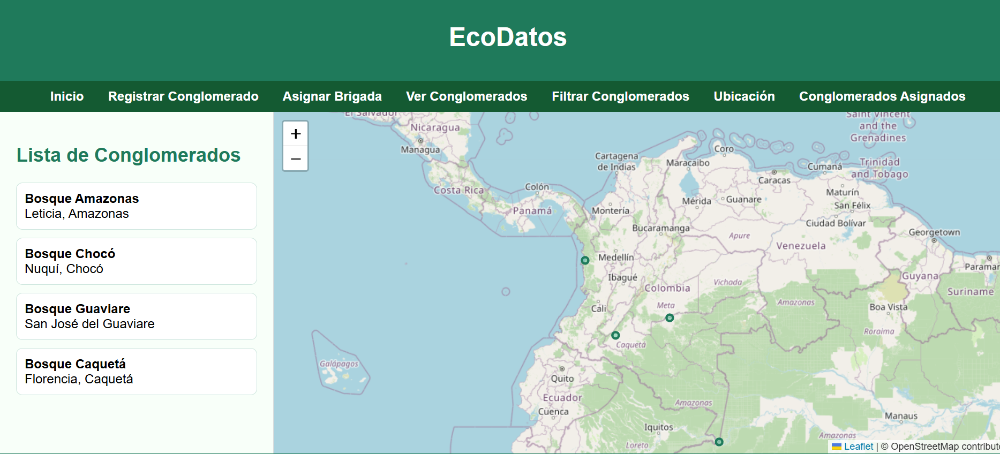 EcoDatos
Inicio
Registrar Conglomerado
Asignar Brigada
Ver Conglomerados
Filtrar Conglomerados
Ubicación
Conglomerados Asignados
Lista de Conglomerados
Bosque Amazonas
Leticia, Amazonas
Bosque Chocó
Nuquí, Chocó
Bosque Guaviare
San José del Guaviare
Bosque Caquetá
Florencia, Caquetá
+
−
El Salvador
Nicaragua
Managua
Costa Rica
Colón
Panamá
Cartagena
de Indias
Maracaibo
Coro
Caracas
Cumaná
Saint Vincent
and the
Grenadines
Trinidad
and Tobago
Maturín
San Félix
Ciudad Bolívar
Mérida
Guanare
Montería
Bucaramanga
Apure
Venezuela
Georgetown
Paramar
Guyana
Suriname
Medellín
Ibagué
Colombia
Vichada
Meta
Cali
Amazonas
Boa Vista
Roraima
Caquetá
Galápagos
Quito
Ecuador
Cuenca
Amazonas
Iquitos
Loreto
Manaus
Amazonas
Leaflet | © OpenStreetMap contribut